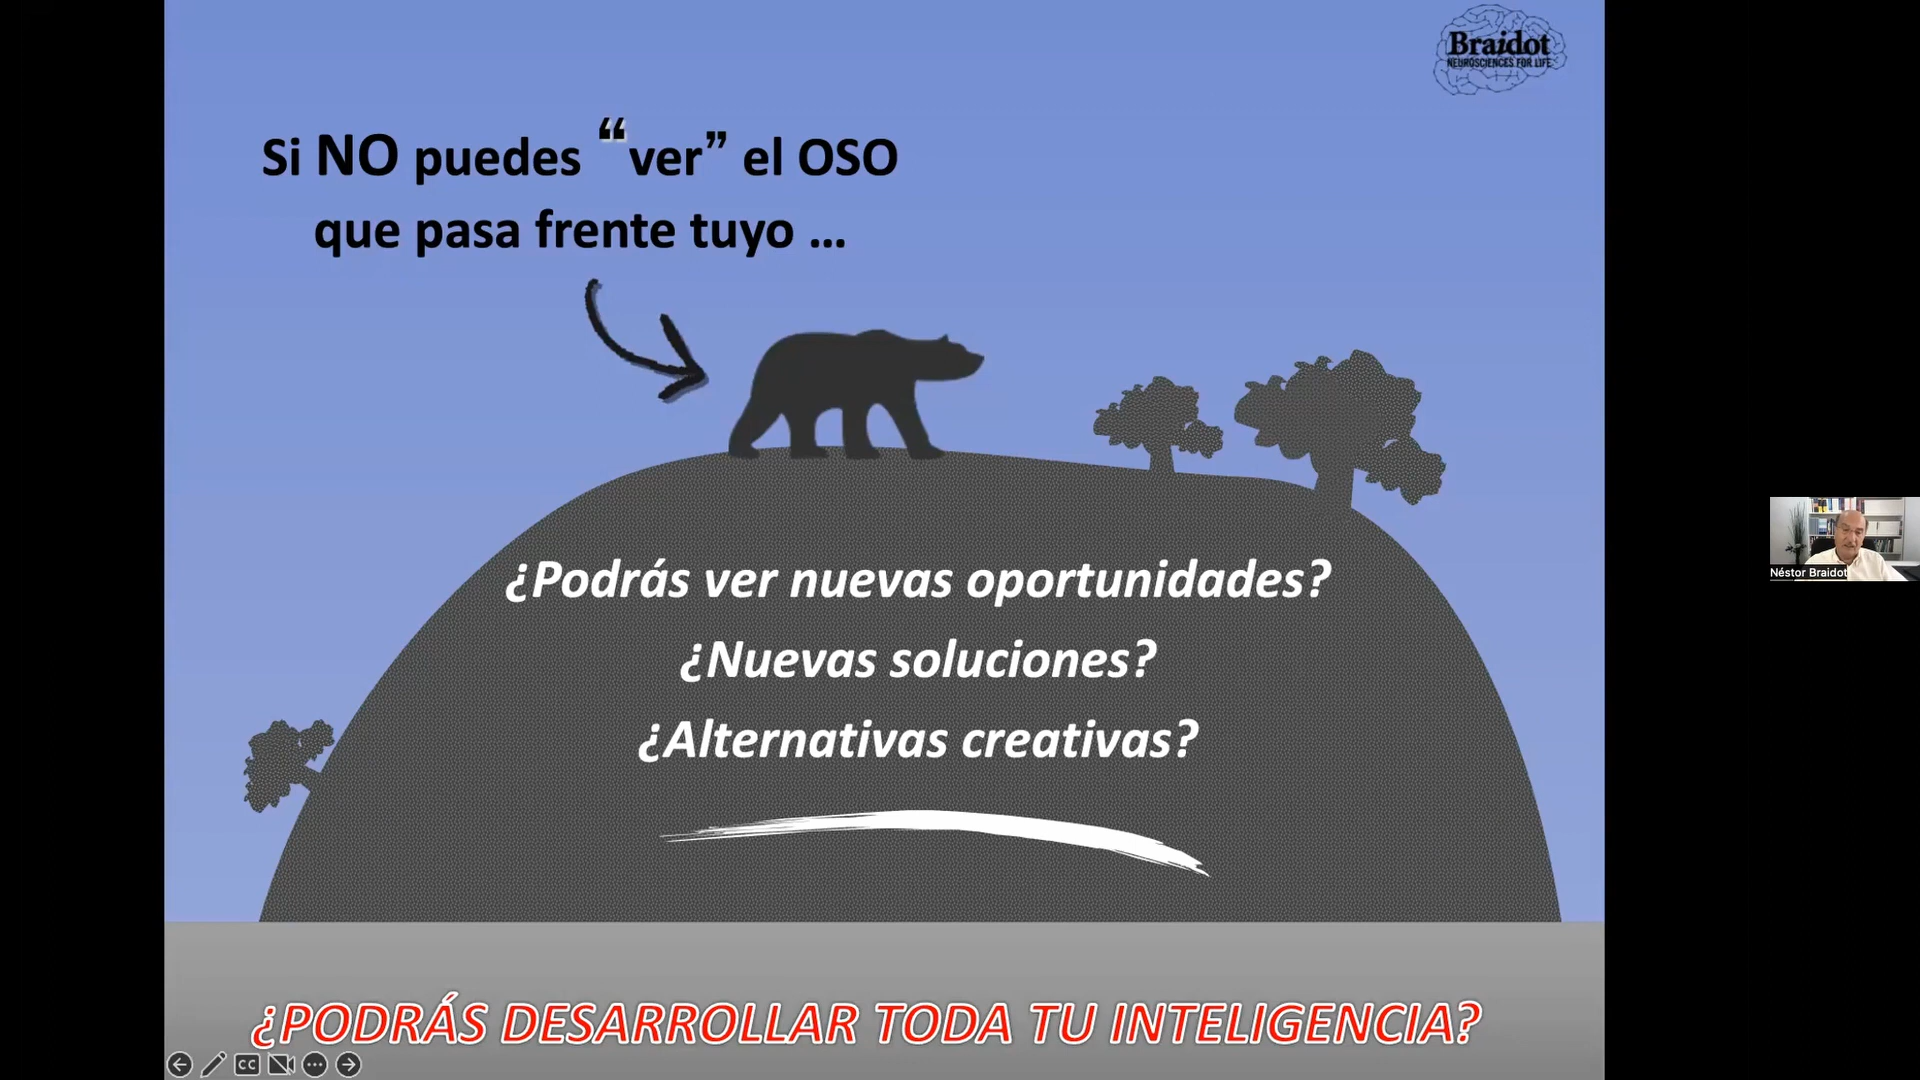 Braidot
NEUROSCIENCES FOR LIFE
Si NO puedes “ver” el OSO
que pasa frente tuyo ...
¿Podrás ver nuevas oportunidades?
¿Nuevas soluciones?
¿Alternativas creativas?
Néstor Braidot
¿PODRÁS DESARROLLAR TODA TU INTELIGENCIA?
CC